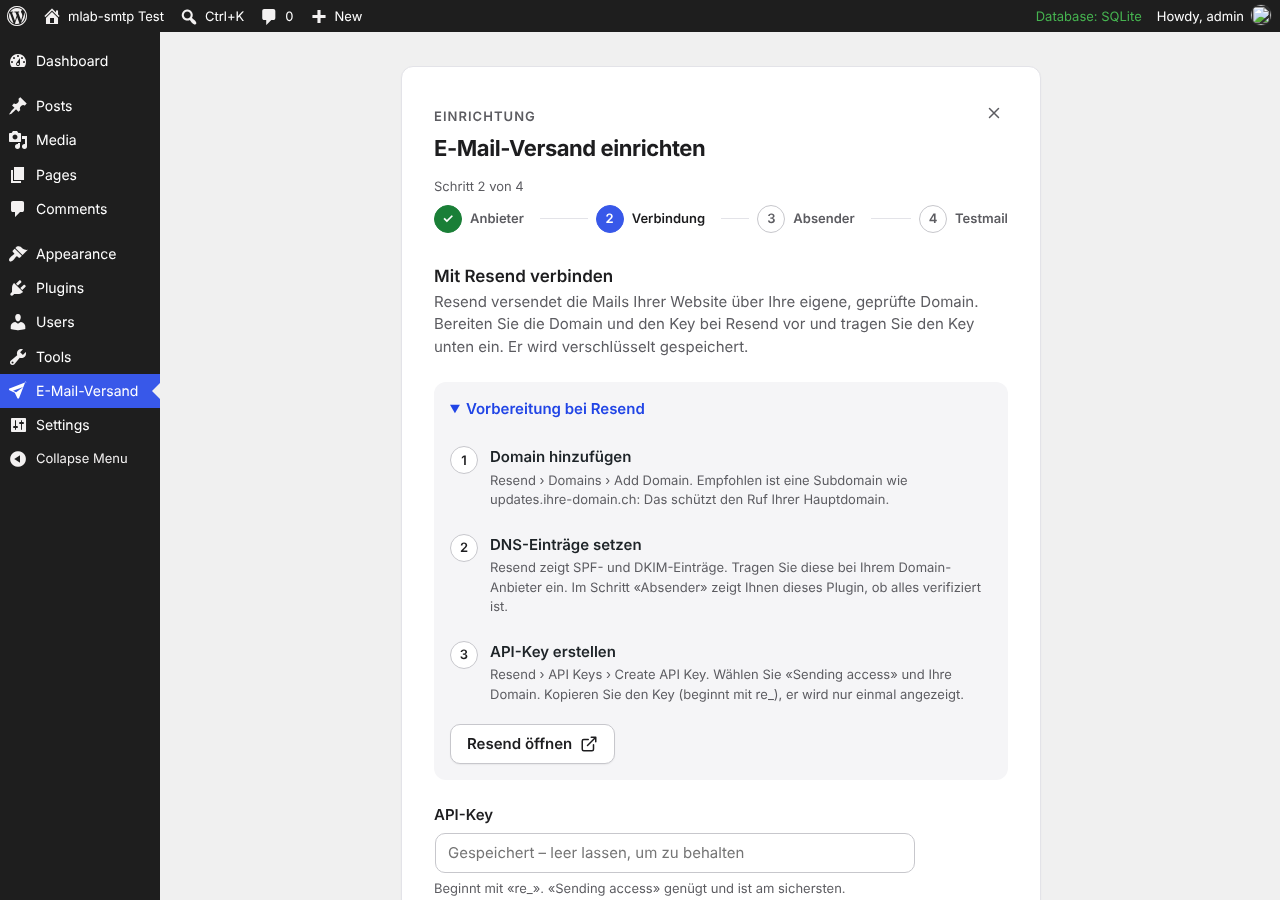 mlab-smtp Test
Ctrl+K
0
New
Database: SQLite
Howdy, admin
Dashboard
Posts
Media
Pages
Comments
Appearance
Plugins
Users
Tools
E-Mail-Versand
Settings
Collapse Menu
EINRICHTUNG
E-Mail-Versand einrichten
Schritt 2 von 4
Anbieter
2 Verbindung
3 Absender
4 Testmail
Mit Resend verbinden
Resend versendet die Mails Ihrer Website über Ihre eigene, geprüfte Domain.
Bereiten Sie die Domain und den Key bei Resend vor und tragen Sie den Key
unten ein. Er wird verschlüsselt gespeichert.
Vorbereitung bei Resend
1 Domain hinzufügen
Resend › Domains › Add Domain. Empfohlen ist eine Subdomain wie
updates.ihre-domain.ch: Das schützt den Ruf Ihrer Hauptdomain.
2 DNS-Einträge setzen
Resend zeigt SPF- und DKIM-Einträge. Tragen Sie diese bei Ihrem Domain-
Anbieter ein. Im Schritt «Absender» zeigt Ihnen dieses Plugin, ob alles verifiziert
ist.
3 API-Key erstellen
Resend › API Keys › Create API Key. Wählen Sie «Sending access» und Ihre
Domain. Kopieren Sie den Key (beginnt mit re_), er wird nur einmal angezeigt.
Resend öffnen
API-Key
Gespeichert – leer lassen, um zu behalten
Beginnt mit «re_». «Sending access» genügt und ist am sichersten.